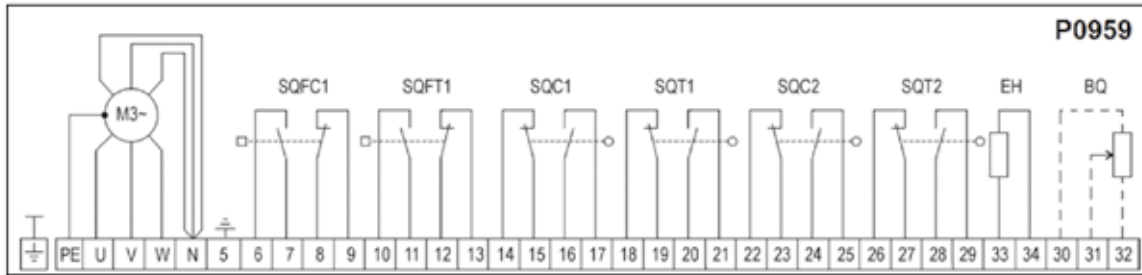 P0959
SQFC1 SQFT1 SQC1 SQT1 SQC2 SQT2 EH BQ
M3~
PE U V W N 5 6 7 8 9 10 11 12 13 14 15 16 17 18 19 20 21 22 23 24 25 26 27 28 29 33 34 30 31 32